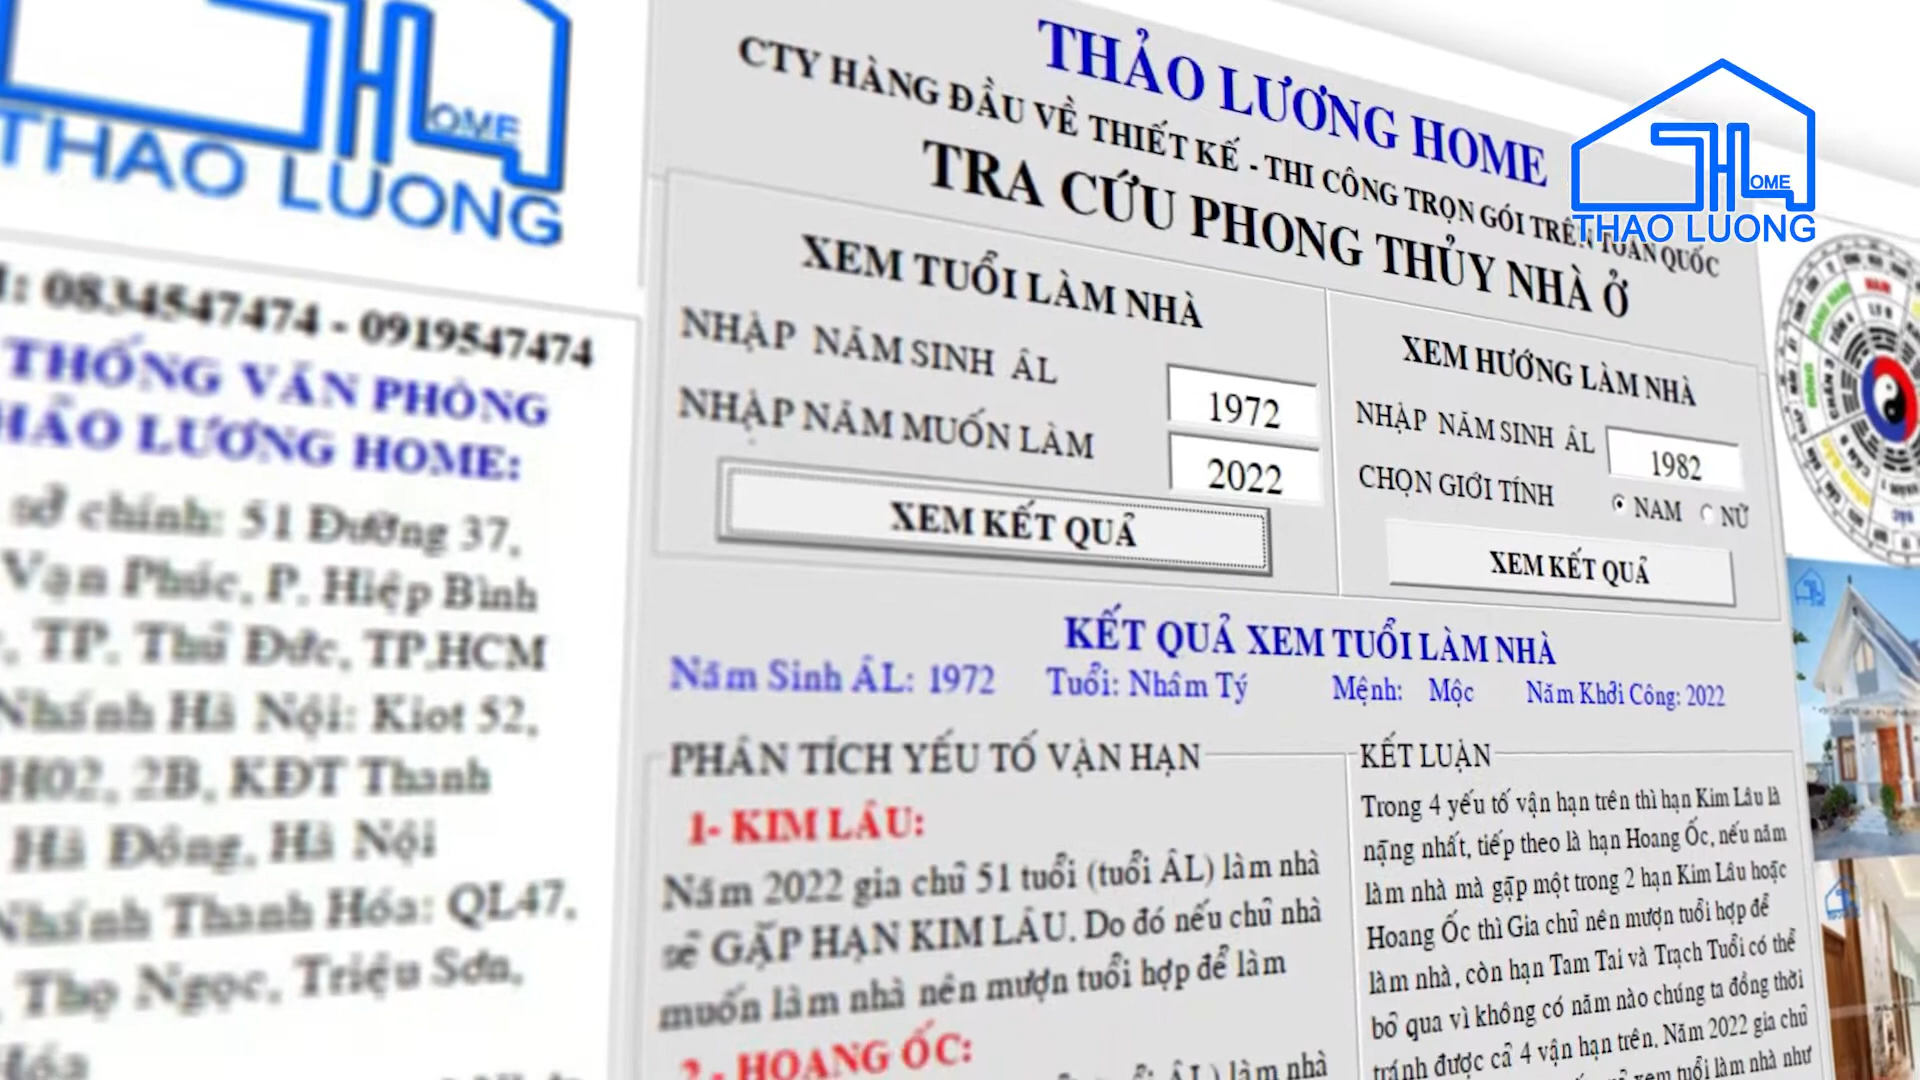 OME
THAO LUONG
: 0834547474 - 0919547474
THỐNG VĂN PHÒNG
THẢO LƯƠNG HOME:
sở chính: 51 Đường 37,
Vạn Phúc, P. Hiệp Bình
, TP. Thủ Đức, TP.HCM
Nhánh Hà Nội: Kiot 52,
H02, 2B, KĐT Thanh
Hà Đông, Hà Nội
Nhánh Thanh Hóa: QL47,
Thọ Ngọc, Triệu Sơn,
Hóa
THẢO LƯƠNG HOME
CTY HÀNG ĐẦU VỀ THIẾT KẾ - THI CÔNG TRỌN GÓI TRÊN TOÀN QUỐC
TRA CỨU PHONG THỦY NHÀ Ở
XEM TUỔI LÀM NHÀ
NHẬP NĂM SINH ÂL 1972
NHẬP NĂM MUỐN LÀM 2022
XEM KẾT QUẢ
XEM HƯỚNG LÀM NHÀ
NHẬP NĂM SINH ÂL 1982
CHỌN GIỚI TÍNH NAM NỮ
XEM KẾT QUẢ
KẾT QUẢ XEM TUỔI LÀM NHÀ
Năm Sinh ÂL: 1972 Tuổi: Nhâm Tý Mệnh: Mộc Năm Khởi Công: 2022
PHÂN TÍCH YẾU TỐ VẬN HẠN
1- KIM LÂU:
Năm 2022 gia chủ 51 tuổi (tuổi ÂL) làm nhà
sẽ GẶP HẠN KIM LÂU. Do đó nếu chủ nhà
muốn làm nhà nên mượn tuổi hợp để làm
2 - HOANG ỐC:
KẾT LUẬN
Trong 4 yếu tố vận hạn trên thì hạn Kim Lâu là
nặng nhất, tiếp theo là hạn Hoang Ốc, nếu năm
làm nhà mà gặp một trong 2 hạn Kim Lâu hoặc
Hoang Ốc thì Gia chủ nên mượn tuổi hợp để
làm nhà, còn hạn Tam Tai và Trạch Tuổi có thể
bỏ qua vì không có năm nào chúng ta đồng thời
tránh được cả 4 vận hạn trên. Năm 2022 gia chủ
xem tuổi làm nhà như
OME
THAO LUONG